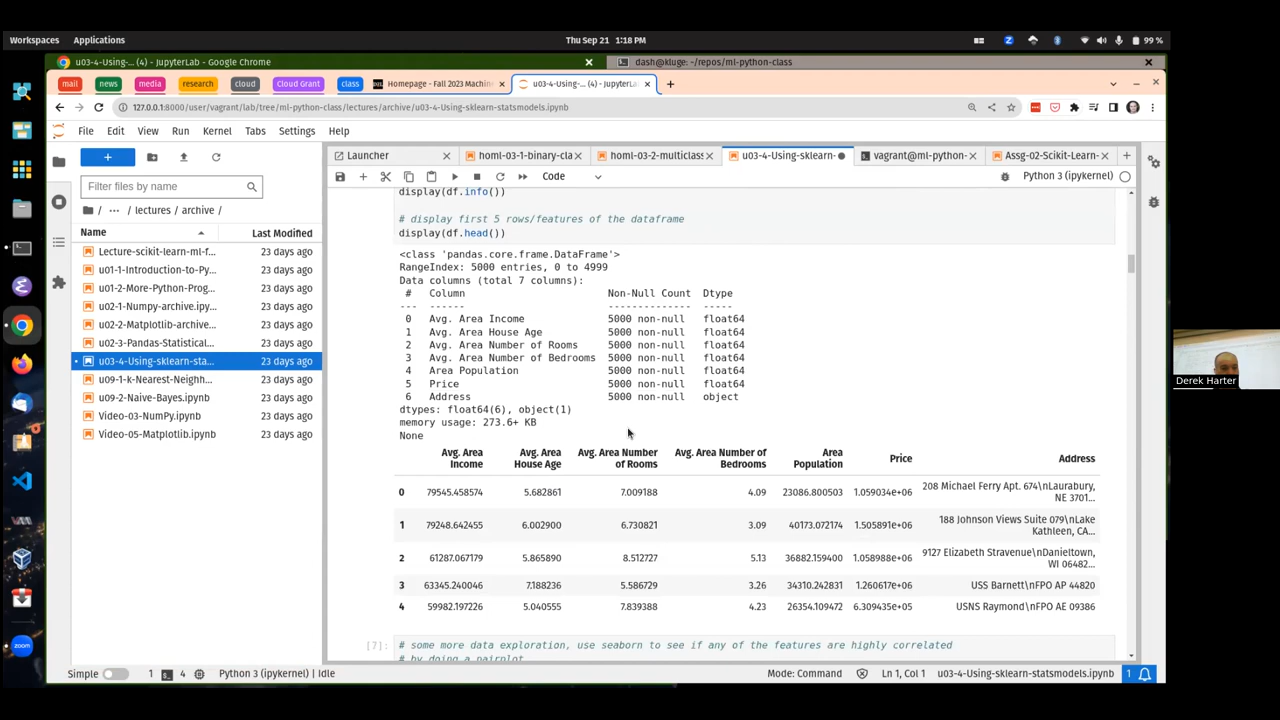 Workspaces Applications Thu Sep 21 1:18 PM 99 %
u03-4-Using-... (4) - JupyterLab - Google Chrome dash@kluge: ~/repos/ml-python-class
mail news media research cloud Cloud Grant class Homepage - Fall 2023 Machin u03-4-Using-... (4) - JupyterLa
127.0.0.1:8000/user/vagrant/lab/tree/ml-python-class/lectures/archive/u03-4-Using-sklearn-statsmodels.ipynb
File Edit View Run Kernel Tabs Settings Help
Launcher homl-03-1-binary-cla homl-03-2-multiclass u03-4-Using-sklearn- vagrant@ml-python- Assg-02-Scikit-Learn-
Code Python 3 (ipykernel)
Filter files by name
/ ... / lectures / archive /
Name Last Modified
Lecture-scikit-learn-ml-f... 23 days ago
u01-1-Introduction-to-Py... 23 days ago
u01-2-More-Python-Prog... 23 days ago
u02-1-Numpy-archive.ipy... 23 days ago
u02-2-Matplotlib-archive... 23 days ago
u02-3-Pandas-Statistical... 23 days ago
u03-4-Using-sklearn-sta... 23 days ago
u09-1-k-Nearest-Neighh... 23 days ago
u09-2-Naive-Bayes.ipynb 23 days ago
Video-03-NumPy.ipynb 23 days ago
Video-05-Matplotlib.ipynb 23 days ago
display(df.info())
# display first 5 rows/features of the dataframe
display(df.head())
<class 'pandas.core.frame.DataFrame'>
RangeIndex: 5000 entries, 0 to 4999
Data columns (total 7 columns):
# Column Non-Null Count Dtype
--- ------ -------------- -----
0 Avg. Area Income 5000 non-null float64
1 Avg. Area House Age 5000 non-null float64
2 Avg. Area Number of Rooms 5000 non-null float64
3 Avg. Area Number of Bedrooms 5000 non-null float64
4 Area Population 5000 non-null float64
5 Price 5000 non-null float64
6 Address 5000 non-null object
dtypes: float64(6), object(1)
memory usage: 273.6+ KB
None
Avg. Area Avg. Area Avg. Area Number Avg. Area Number of Area Price Address
Income House Age of Rooms Bedrooms Population
0 79545.458574 5.682861 7.009188 4.09 23086.800503 1.059034e+06 208 Michael Ferry Apt. 674\nLaurabury,
NE 3701...
1 79248.642455 6.002900 6.730821 3.09 40173.072174 1.505891e+06 188 Johnson Views Suite 079\nLake
Kathleen, CA...
2 61287.067179 5.865890 8.512727 5.13 36882.159400 1.058988e+06 9127 Elizabeth Stravenue\nDanieltown,
WI 06482...
3 63345.240046 7.188236 5.586729 3.26 34310.242831 1.260617e+06 USS Barnett\nFPO AP 44820
4 59982.197226 5.040555 7.839388 4.23 26354.109472 6.309435e+05 USNS Raymond\nFPO AE 09386
[7]: # some more data exploration, use seaborn to see if any of the features are highly correlated
# by doing a pairplot
Simple 1 4 Python 3 (ipykernel) | Idle Mode: Command Ln 1, Col 1 u03-4-Using-sklearn-statsmodels.ipynb 1
Derek Harter